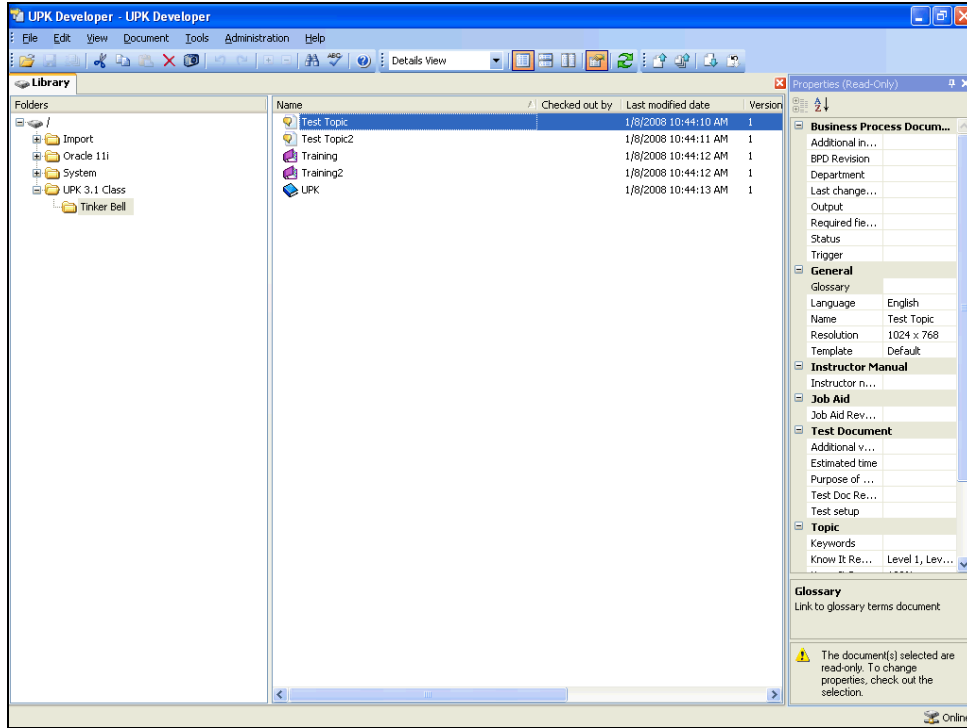 UPK Developer - UPK Developer
File Edit View Document Tools Administration Help
Details View
Library
Properties (Read-Only)
Folders
Name / Checked out by Last modified date Version
/
Import
Oracle 11i
System
UPK 3.1 Class
Tinker Bell
Test Topic 1/8/2008 10:44:10 AM 1
Test Topic2 1/8/2008 10:44:11 AM 1
Training 1/8/2008 10:44:12 AM 1
Training2 1/8/2008 10:44:12 AM 1
UPK 1/8/2008 10:44:13 AM 1
Business Process Docum...
Additional in...
BPD Revision
Department
Last change...
Output
Required fie...
Status
Trigger
General
Glossary
Language English
Name Test Topic
Resolution 1024 x 768
Template Default
Instructor Manual
Instructor n...
Job Aid
Job Aid Rev...
Test Document
Additional v...
Estimated time
Purpose of ...
Test Doc Re...
Test setup
Topic
Keywords
Know It Re... Level 1, Lev...
Glossary
Link to glossary terms document
The document(s) selected are
read-only. To change
properties, check out the
selection.
Online